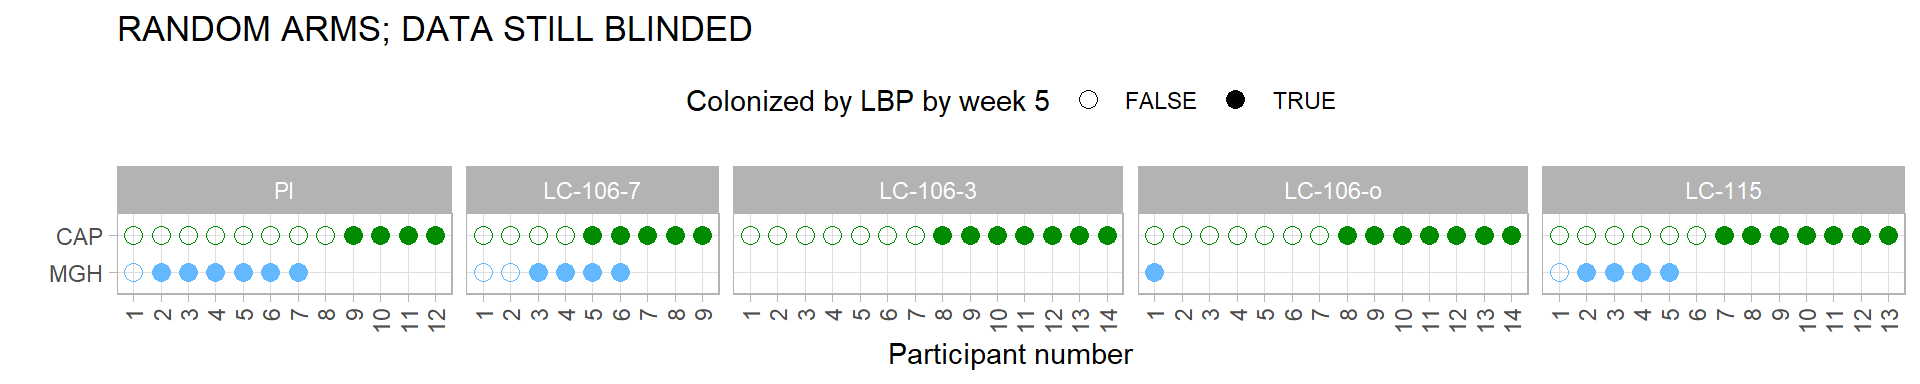 RANDOM ARMS; DATA STILL BLINDED
Colonized by LBP by week 5 FALSE TRUE
Pl LC-106-7 LC-106-3 LC-106-o LC-115
CAP
MGH
1 2 3 4 5 6 7 8 9 10 11 12 1 2 3 4 5 6 7 8 9 1 2 3 4 5 6 7 8 9 10 11 12 13 14 1 2 3 4 5 6 7 8 9 10 11 12 13 14 1 2 3 4 5 6 7 8 9 10 11 12 13
Participant number